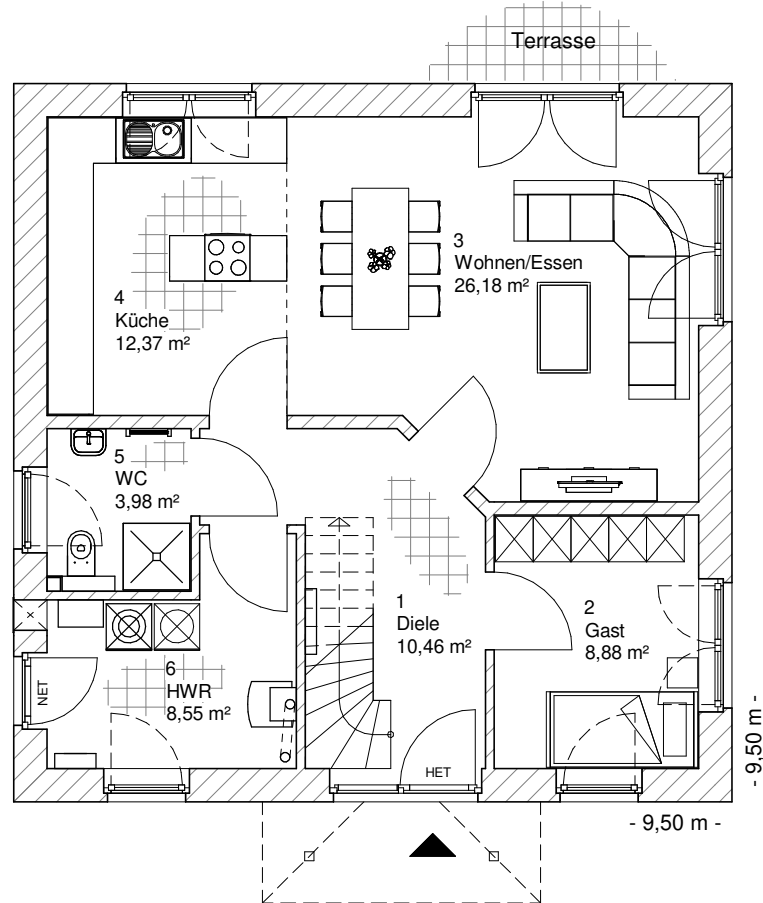 Terrasse
3
Wohnen/Essen
26,18 m²
4
Küche
12,37 m²
5
WC
3,98 m²
1
Diele
10,46 m²
2
Gast
8,88 m²
x
6
HWR
8,55 m²
NET
HET
- 9,50 m -
- 9,50 m -